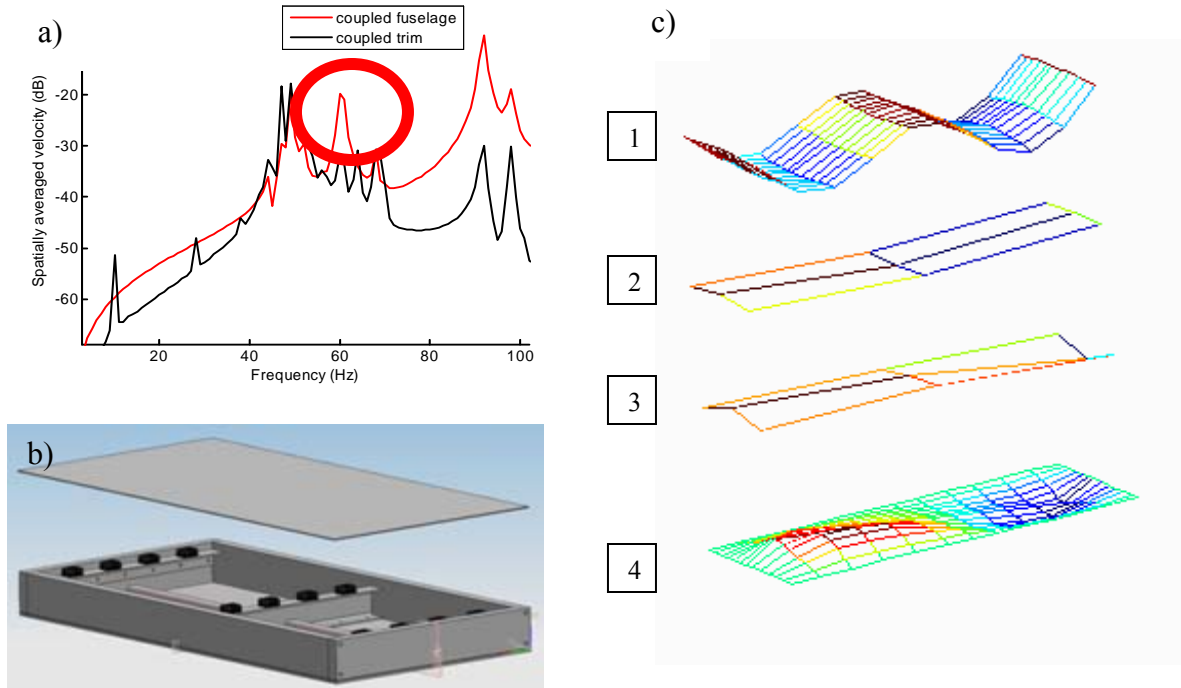 a)
coupled fuselage
coupled trim
Spatially averaged velocity (dB)
-20
-30
-40
-50
-60
20
40
60
80
100
Frequency (Hz)
b)
c)
1
2
3
4